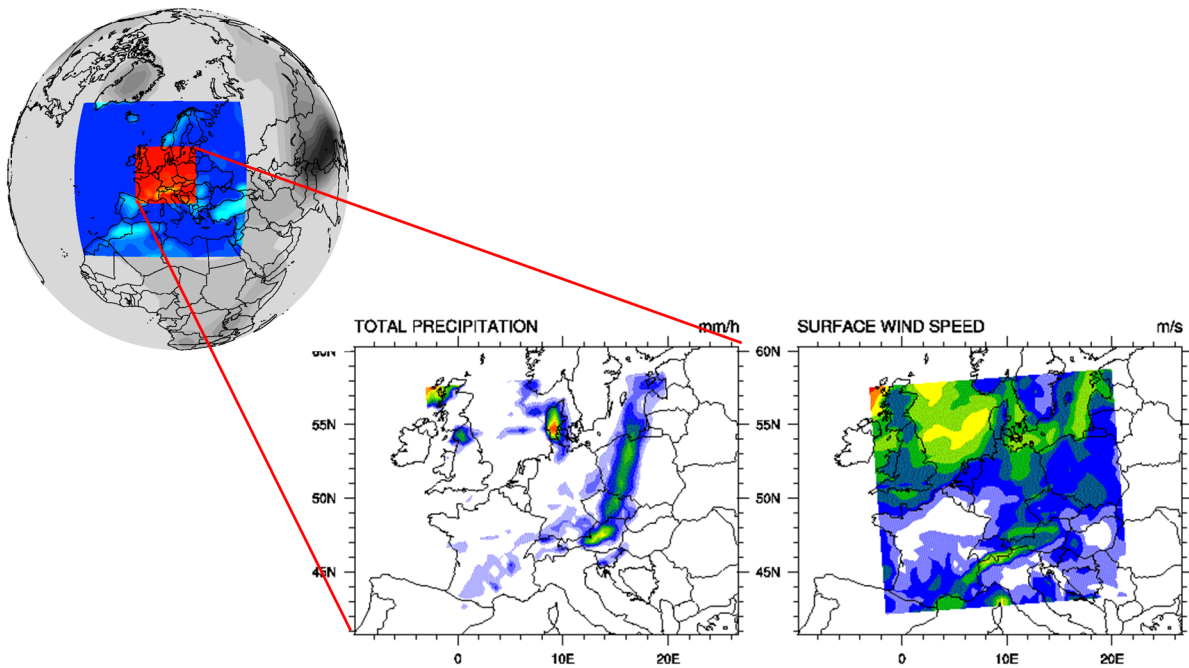 TOTAL PRECIPITATION mm/h
SURFACE WIND SPEED m/s
60N
55N
50N
45N
0 10E 20E
60N
55N
50N
45N
0 10E 20E